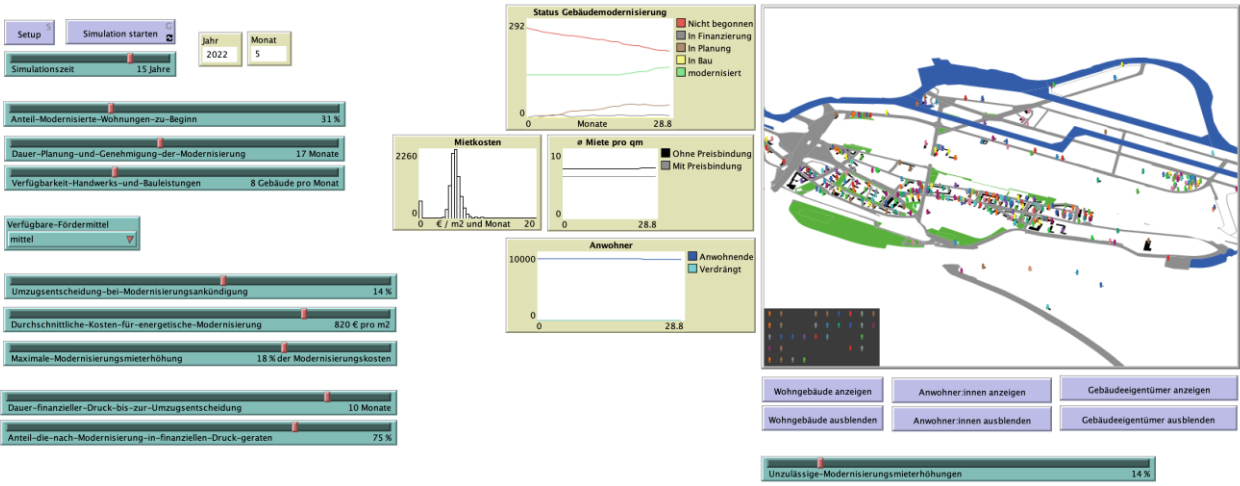 Setup S
Simulation starten G
Jahr
2022
Monat
5
Simulationszeit 15 Jahre
Anteil-Modernisierte-Wohnungen-zu-Beginn 31 %
Dauer-Planung-und-Genehmigung-der-Modernisierung 17 Monate
Verfügbarkeit-Handwerks-und-Bauleistungen 8 Gebäude pro Monat
Verfügbare-Fördermittel
mittel
Umzugsentscheidung-bei-Modernisierungsankündigung 14 %
Durchschnittliche-Kosten-für-energetische-Modernisierung 820 € pro m2
Maximale-Modernisierungsmieterhöhung 18 % der Modernisierungskosten
Dauer-finanzieller-Druck-bis-zur-Umzugsentscheidung 10 Monate
Anteil-die-nach-Modernisierung-in-finanziellen-Druck-geraten 75 %
Status Gebäudemodernisierung
292
0
0 Monate 28.8
Nicht begonnen
In Finanzierung
In Planung
In Bau
modernisiert
Mietkosten
2260
0
0 € / m2 und Monat 20
ø Miete pro qm
10
0
0 28.8
Ohne Preisbindung
Mit Preisbindung
Anwohner
10000
0
0 28.8
Anwohnende
Verdrängt
Wohngebäude anzeigen
Anwohner:innen anzeigen
Gebäudeeigentümer anzeigen
Wohngebäude ausblenden
Anwohner:innen ausblenden
Gebäudeeigentümer ausblenden
Unzulässige-Modernisierungsmieterhöhungen 14 %